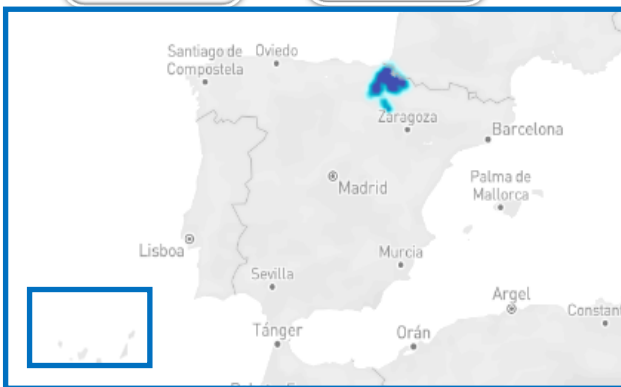 Santiago de
Compostela
Oviedo
Zaragoza
Barcelona
Madrid
Palma de
Mallorca
Lisboa
Murcia
Sevilla
Argel
Constant
Tánger
Orán